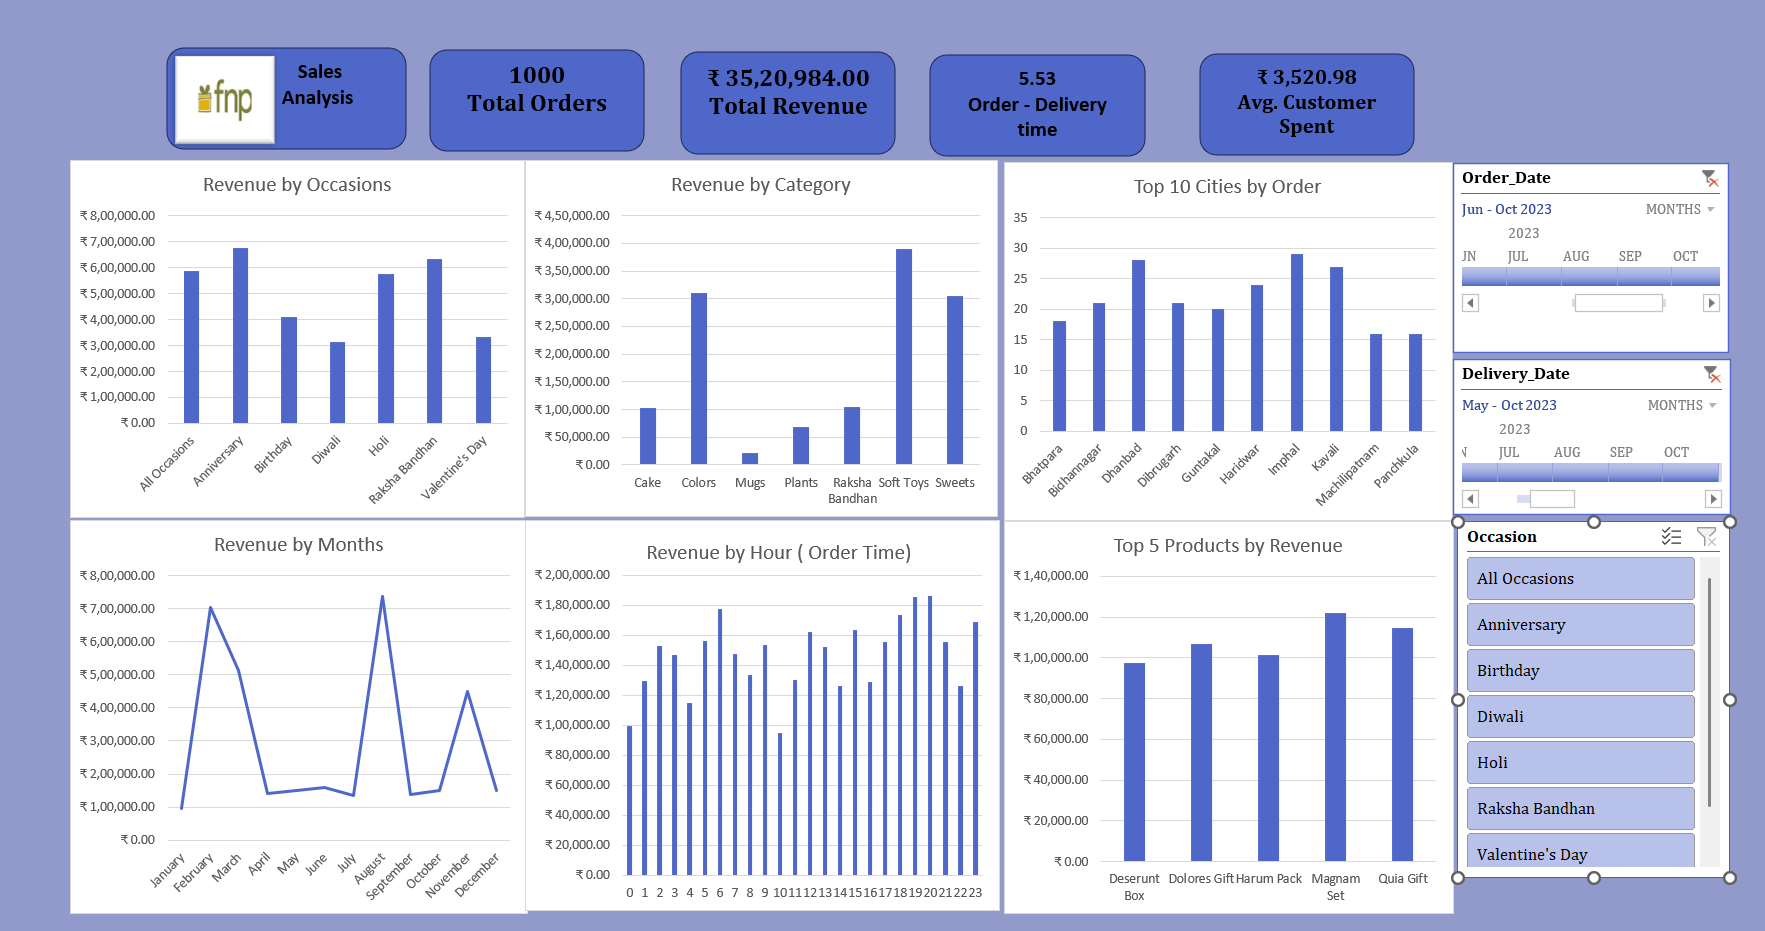 fnp
Sales
Analysis
1000
Total Orders
₹ 35,20,984.00
Total Revenue
5.53
Order - Delivery
time
₹ 3,520.98
Avg. Customer
Spent
Revenue by Occasions
₹ 8,00,000.00
₹ 7,00,000.00
₹ 6,00,000.00
₹ 5,00,000.00
₹ 4,00,000.00
₹ 3,00,000.00
₹ 2,00,000.00
₹ 1,00,000.00
₹ 0.00
All Occasions
Anniversary
Birthday
Diwali
Holi
Raksha Bandhan
Valentine's Day
Revenue by Category
₹ 4,50,000.00
₹ 4,00,000.00
₹ 3,50,000.00
₹ 3,00,000.00
₹ 2,50,000.00
₹ 2,00,000.00
₹ 1,50,000.00
₹ 1,00,000.00
₹ 50,000.00
₹ 0.00
Cake Colors Mugs Plants Raksha Soft Toys Sweets
Bandhan
Top 10 Cities by Order
35
30
25
20
15
10
5
0
Bhatpara
Bidhannagar
Dhanbad
Dibrugarh
Guntakal
Haridwar
Imphal
Kavali
Machilipatnam
Panchkula
Order_Date
Jun - Oct 2023 MONTHS
2023
JN JUL AUG SEP OCT
Delivery_Date
May - Oct 2023 MONTHS
2023
JUL AUG SEP OCT
Revenue by Months
₹ 8,00,000.00
₹ 7,00,000.00
₹ 6,00,000.00
₹ 5,00,000.00
₹ 4,00,000.00
₹ 3,00,000.00
₹ 2,00,000.00
₹ 1,00,000.00
₹ 0.00
January
February
March
April
May
June
July
August
September
October
November
December
Revenue by Hour ( Order Time)
₹ 2,00,000.00
₹ 1,80,000.00
₹ 1,60,000.00
₹ 1,40,000.00
₹ 1,20,000.00
₹ 1,00,000.00
₹ 80,000.00
₹ 60,000.00
₹ 40,000.00
₹ 20,000.00
₹ 0.00
0 1 2 3 4 5 6 7 8 9 10 11 12 13 14 15 16 17 18 19 20 21 22 23
Top 5 Products by Revenue
₹ 1,40,000.00
₹ 1,20,000.00
₹ 1,00,000.00
₹ 80,000.00
₹ 60,000.00
₹ 40,000.00
₹ 20,000.00
₹ 0.00
Deserunt Dolores Gift Harum Pack Magnam Quia Gift
Box Set
Occasion
All Occasions
Anniversary
Birthday
Diwali
Holi
Raksha Bandhan
Valentine's Day